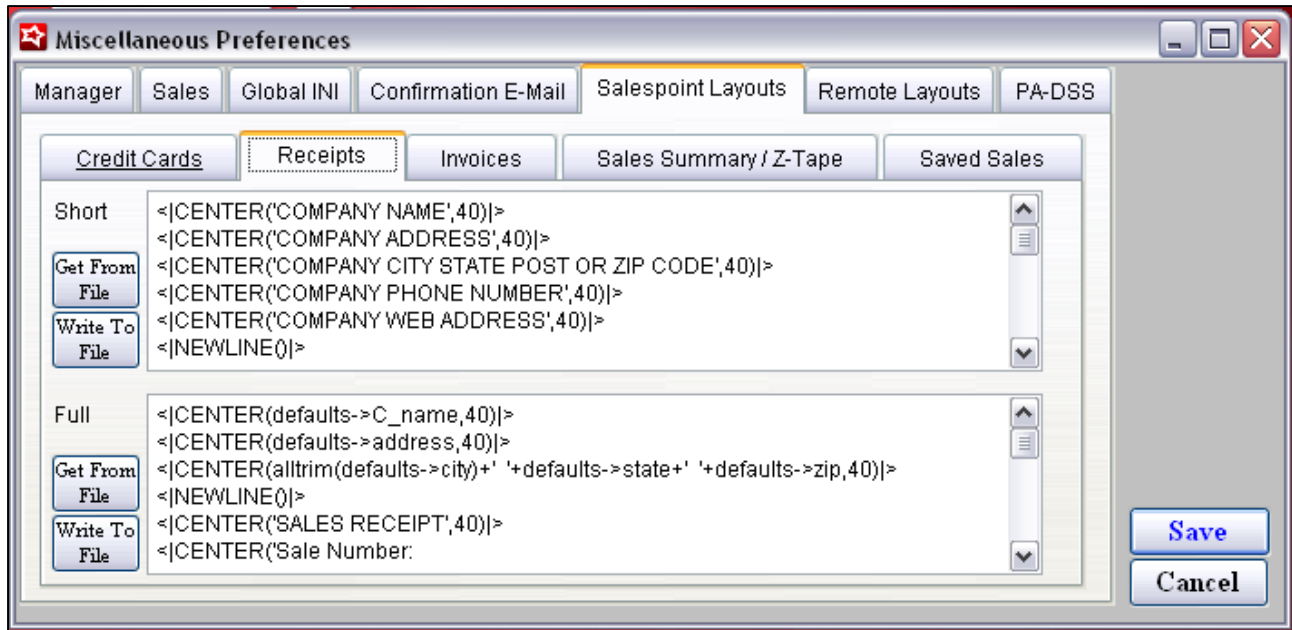 Miscellaneous Preferences
Manager Sales Global INI Confirmation E-Mail Salespoint Layouts Remote Layouts PA-DSS
Credit Cards Receipts Invoices Sales Summary / Z-Tape Saved Sales
Short
Get From
File
Write To
File
<|CENTER('COMPANY NAME',40)|>
<|CENTER('COMPANY ADDRESS',40)|>
<|CENTER('COMPANY CITY STATE POST OR ZIP CODE',40)|>
<|CENTER('COMPANY PHONE NUMBER',40)|>
<|CENTER('COMPANY WEB ADDRESS',40)|>
<|NEWLINE()|>
Full
Get From
File
Write To
File
<|CENTER(defaults->C_name,40)|>
<|CENTER(defaults->address,40)|>
<|CENTER(alltrim(defaults->city)+' '+defaults->state+' '+defaults->zip,40)|>
<|NEWLINE()|>
<|CENTER('SALES RECEIPT',40)|>
<|CENTER('Sale Number:
Save
Cancel